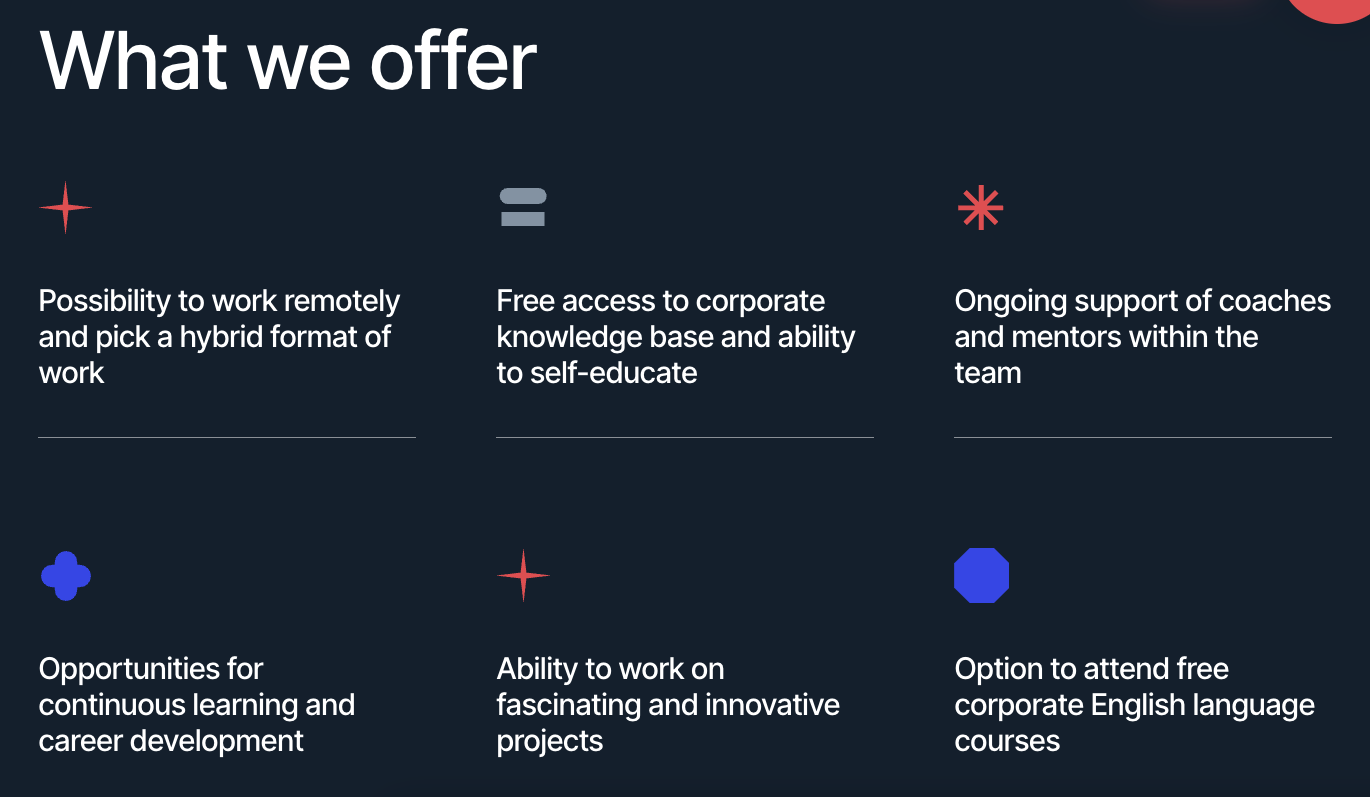 What we offer
Possibility to work remotely
and pick a hybrid format of
work
Free access to corporate
knowledge base and ability
to self-educate
Ongoing support of coaches
and mentors within the
team
Opportunities for
continuous learning and
career development
Ability to work on
fascinating and innovative
projects
Option to attend free
corporate English language
courses